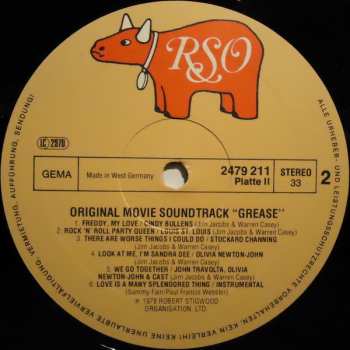 RSO
LC 2070
GEMA
Made in West Germany
2479 211
Platte II
STEREO
33
2
ORIGINAL MOVIE SOUNDTRACK "GREASE"
1 FREDDY, MY LOVE · CINDY BULLENS (Jim Jacobs & Warren Casey)
2. ROCK 'N' ROLL PARTY QUEEN · LOUIS ST. LOUIS (Jim Jacobs & Warren Casey)
3. THERE ARE WORSE THINGS I COULD DO / STOCKARD CHANNING
(Jim Jacobs & Warren Casey)
4. LOOK AT ME, I'M SANDRA DEE / OLIVIA NEWTON-JOHN
(Jim Jacobs & Warren Casey)
5. WE GO TOGETHER / JOHN TRAVOLTA, OLIVIA
NEWTON-JOHN & CAST (Jim Jacobs & Warren Casey)
6. LOVE IS A MANY SPLENDORED THING / INSTRUMENTAL
(Sammy Fain/Paul Francis Webster)
℗ 1978 ROBERT STIGWOOD
ORGANISATION LTD.
ALLE URHEBER- UND LEISTUNGSSCHUTZRECHTE VORBEHALTEN. KEIN VERLEIH! KEINE UNERLAUBTE VERVIELFÄLTIGUNG, VERMIETUNG, AUFFÜHRUNG, SENDUNG!